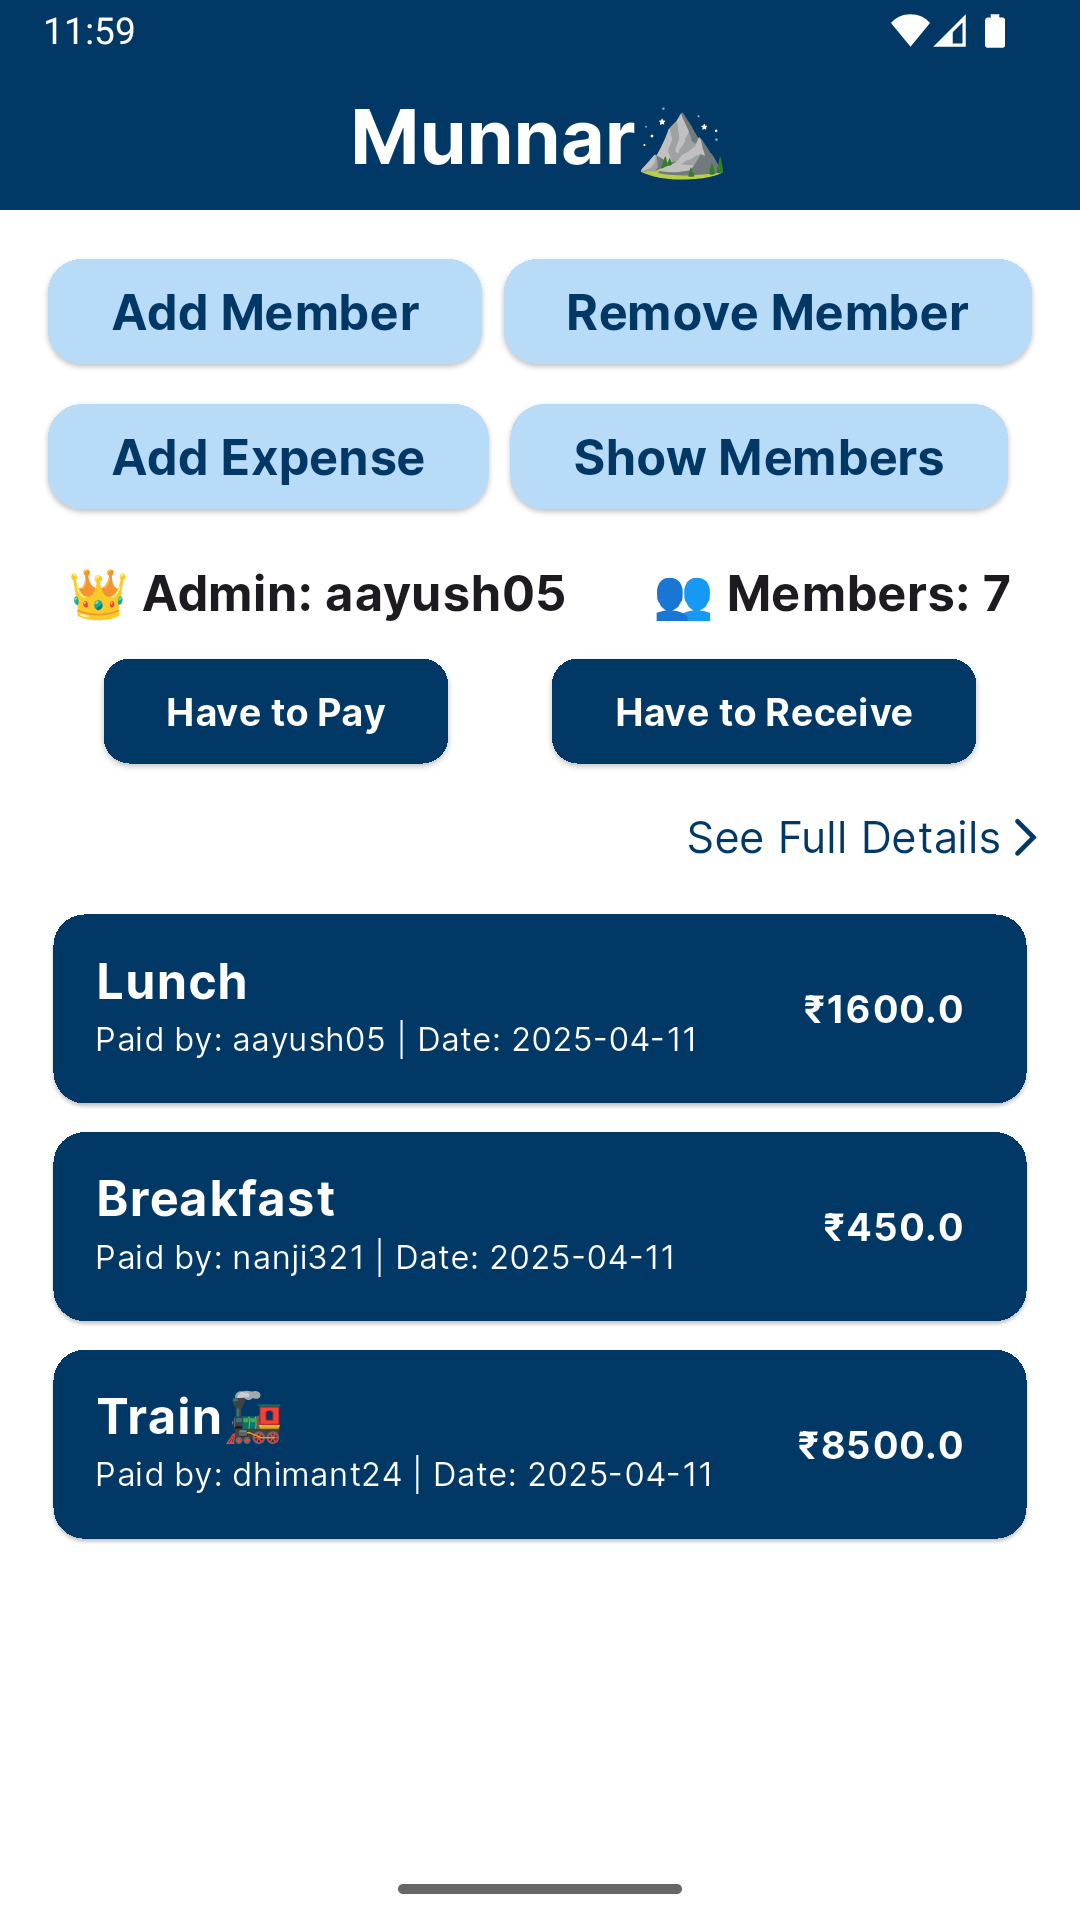 11:59
Munnar⛰️
Add Member
Remove Member
Add Expense
Show Members
👑 Admin: aayush05
👥 Members: 7
Have to Pay
Have to Receive
See Full Details
Lunch
₹1600.0
Paid by: aayush05 | Date: 2025-04-11
Breakfast
₹450.0
Paid by: nanji321 | Date: 2025-04-11
Train🚂
₹8500.0
Paid by: dhimant24 | Date: 2025-04-11